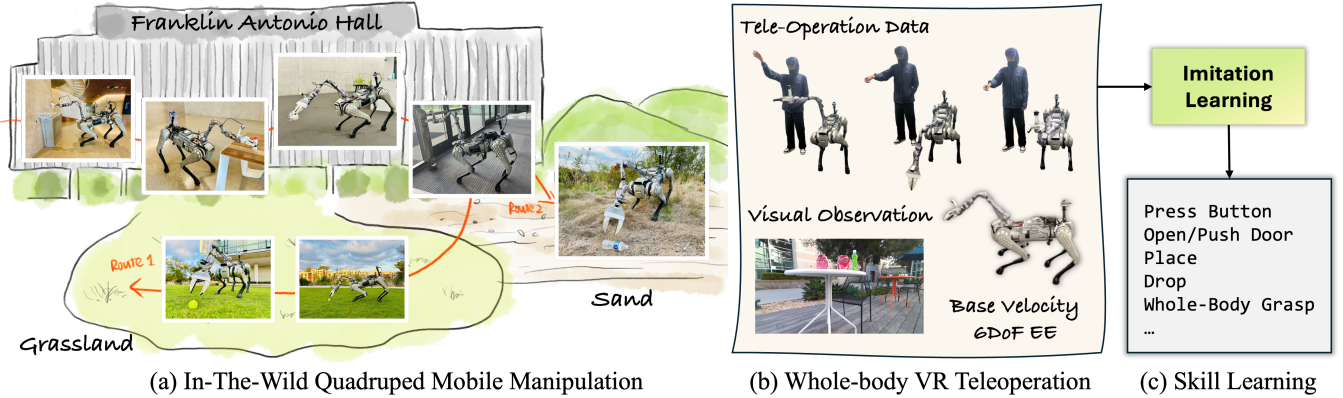 Franklin Antonio Hall
Route 2
Route 1
Grassland
Sand
(a) In-The-Wild Quadruped Mobile Manipulation
Tele-Operation Data
Visual Observation
Base Velocity
6DoF EE
(b) Whole-body VR Teleoperation
Imitation
Learning
Press Button
Open/Push Door
Place
Drop
Whole-Body Grasp
…
(c) Skill Learning